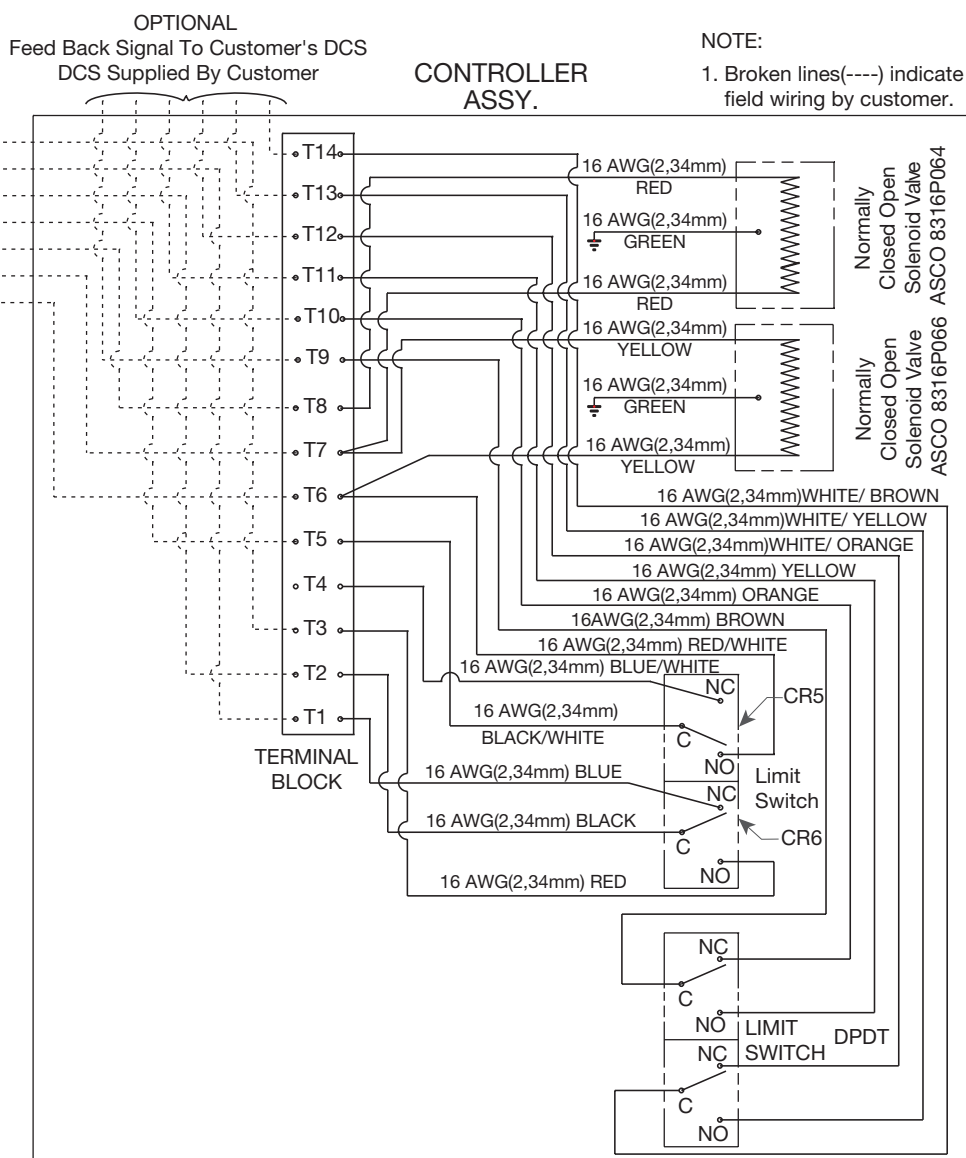 OPTIONAL
Feed Back Signal To Customer's DCS
DCS Supplied By Customer
CONTROLLER
ASSY.
NOTE:
1. Broken lines(----) indicate
field wiring by customer.
T14
T13
T12
T11
T10
T9
T8
T7
T6
T5
T4
T3
T2
T1
TERMINAL
BLOCK
16 AWG(2,34mm)
RED
16 AWG(2,34mm)
GREEN
16 AWG(2,34mm)
RED
Normally
Closed Open
Solenoid Valve
ASCO 8316P064
16 AWG(2,34mm)
YELLOW
16 AWG(2,34mm)
GREEN
16 AWG(2,34mm)
YELLOW
Normally
Closed Open
Solenoid Valve
ASCO 8316P066
16 AWG(2,34mm)WHITE/ BROWN
16 AWG(2,34mm)WHITE/ YELLOW
16 AWG(2,34mm)WHITE/ ORANGE
16 AWG(2,34mm) YELLOW
16 AWG(2,34mm) ORANGE
16AWG(2,34mm) BROWN
16 AWG(2,34mm) RED/WHITE
16 AWG(2,34mm) BLUE/WHITE
16 AWG(2,34mm)
BLACK/WHITE
16 AWG(2,34mm) BLUE
16 AWG(2,34mm) BLACK
16 AWG(2,34mm) RED
NC
CR5
C
NO
Limit
Switch
NC
CR6
C
NO
NC
C
NO
LIMIT
SWITCH
DPDT
NC
C
NO